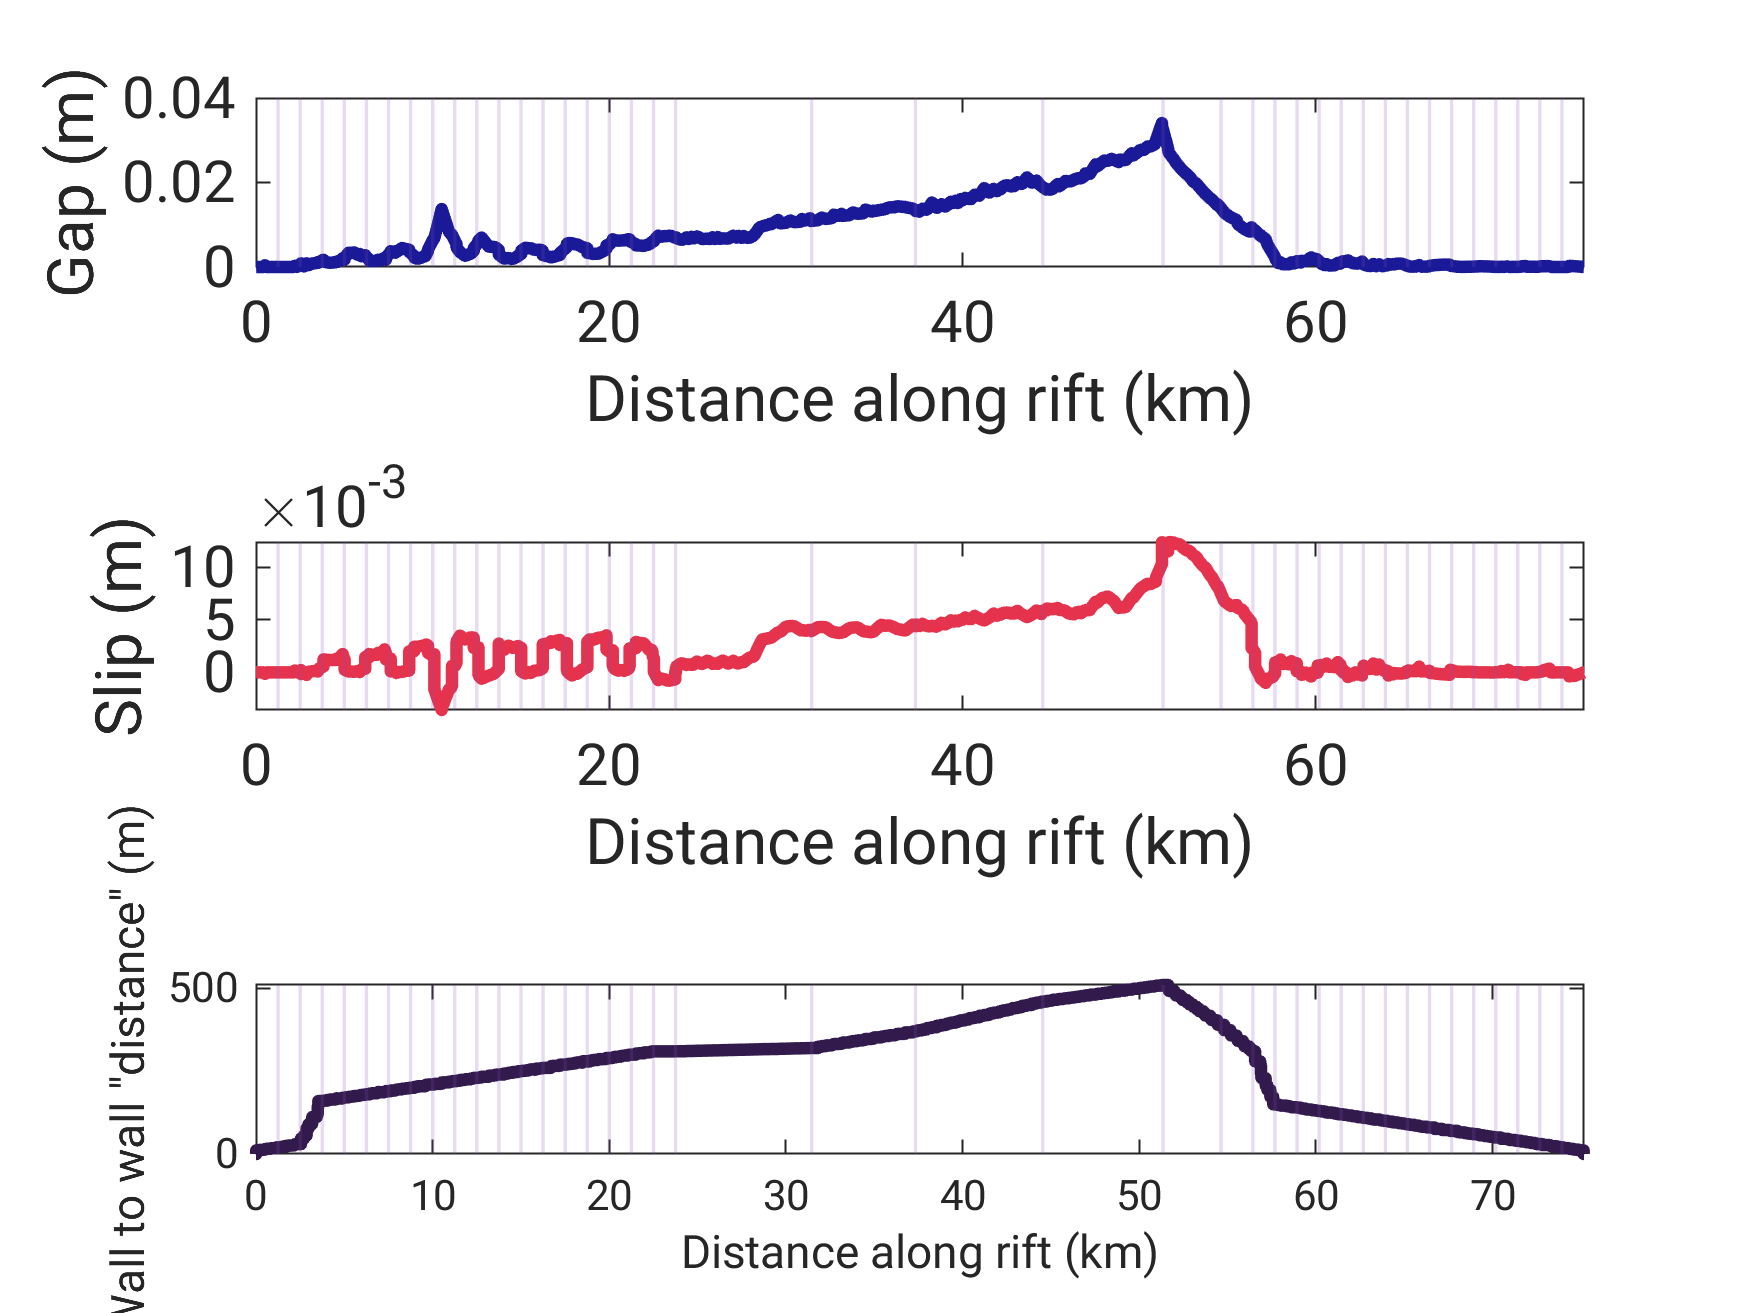 Gap (m)
0.04
0.02
0
0 20 40 60
Distance along rift (km)
×10-3
Slip (m)
10
5
0
0 20 40 60
Distance along rift (km)
Wall to wall "distance" (m)
500
0
0 10 20 30 40 50 60 70
Distance along rift (km)